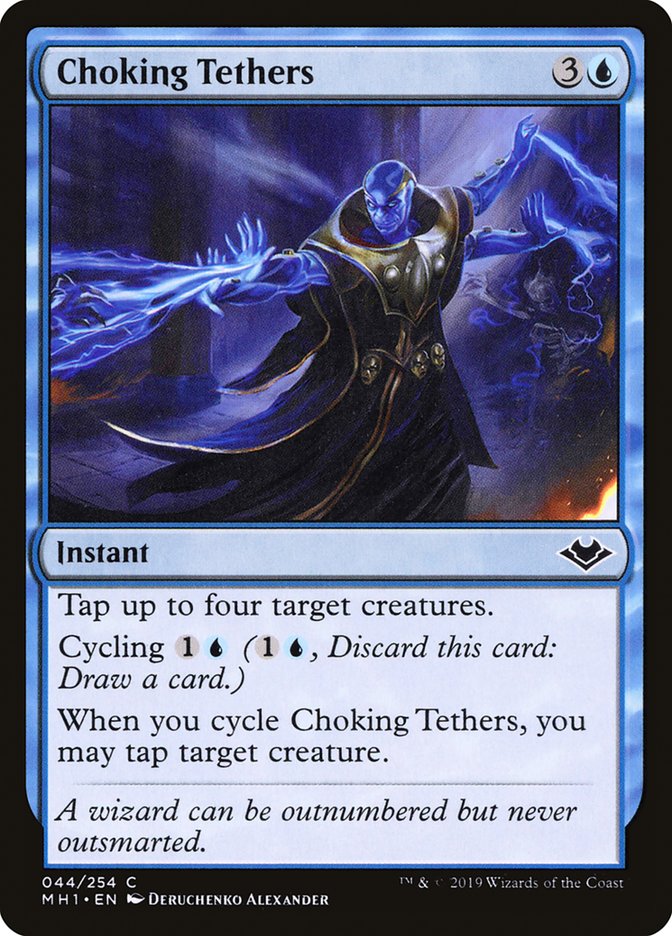 Choking Tethers 3
Instant
Tap up to four target creatures.
Cycling 1 (1, Discard this card:
Draw a card.)
When you cycle Choking Tethers, you
may tap target creature.
A wizard can be outnumbered but never
outsmarted.
044/254 C
MH1 • EN Deruchenko Alexander
™ & © 2019 Wizards of the Coast